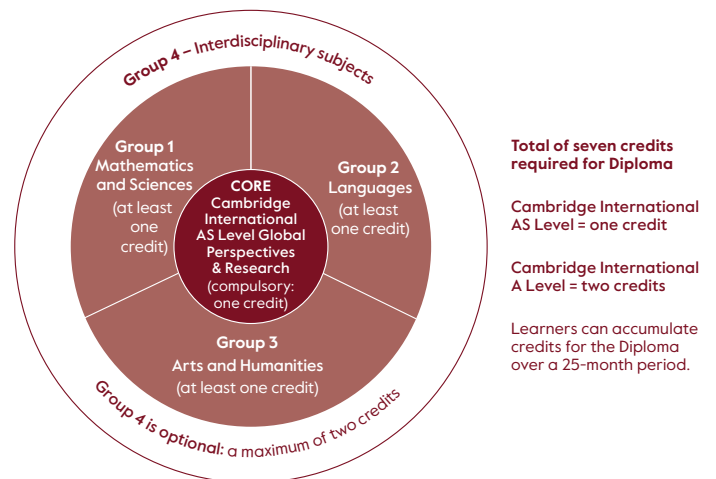 Group 4 – Interdisciplinary subjects
Group 1
Mathematics
and Sciences
(at least
one
credit)
Group 2
Languages
(at least
one
credit)
CORE
Cambridge
International
AS Level Global
Perspectives
& Research
(compulsory:
one credit)
Group 3
Arts and Humanities
(at least one credit)
Group 4 is optional: a maximum of two credits
Total of seven credits
required for Diploma
Cambridge International
AS Level = one credit
Cambridge International
A Level = two credits
Learners can accumulate
credits for the Diploma
over a 25-month period.